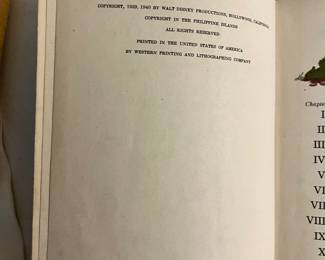 COPYRIGHT, 1939, 1940 BY WALT DISNEY PRODUCTIONS, HOLLYWOOD, CALIFORNIA
COPYRIGHT IN THE PHILIPPINE ISLANDS
ALL RIGHTS RESERVED
PRINTED IN THE UNITED STATES OF AMERICA
BY WESTERN PRINTING AND LITHOGRAPHING COMPANY
Chapter
I
II
III
IV
V
VI
VII
VIII
IX
X